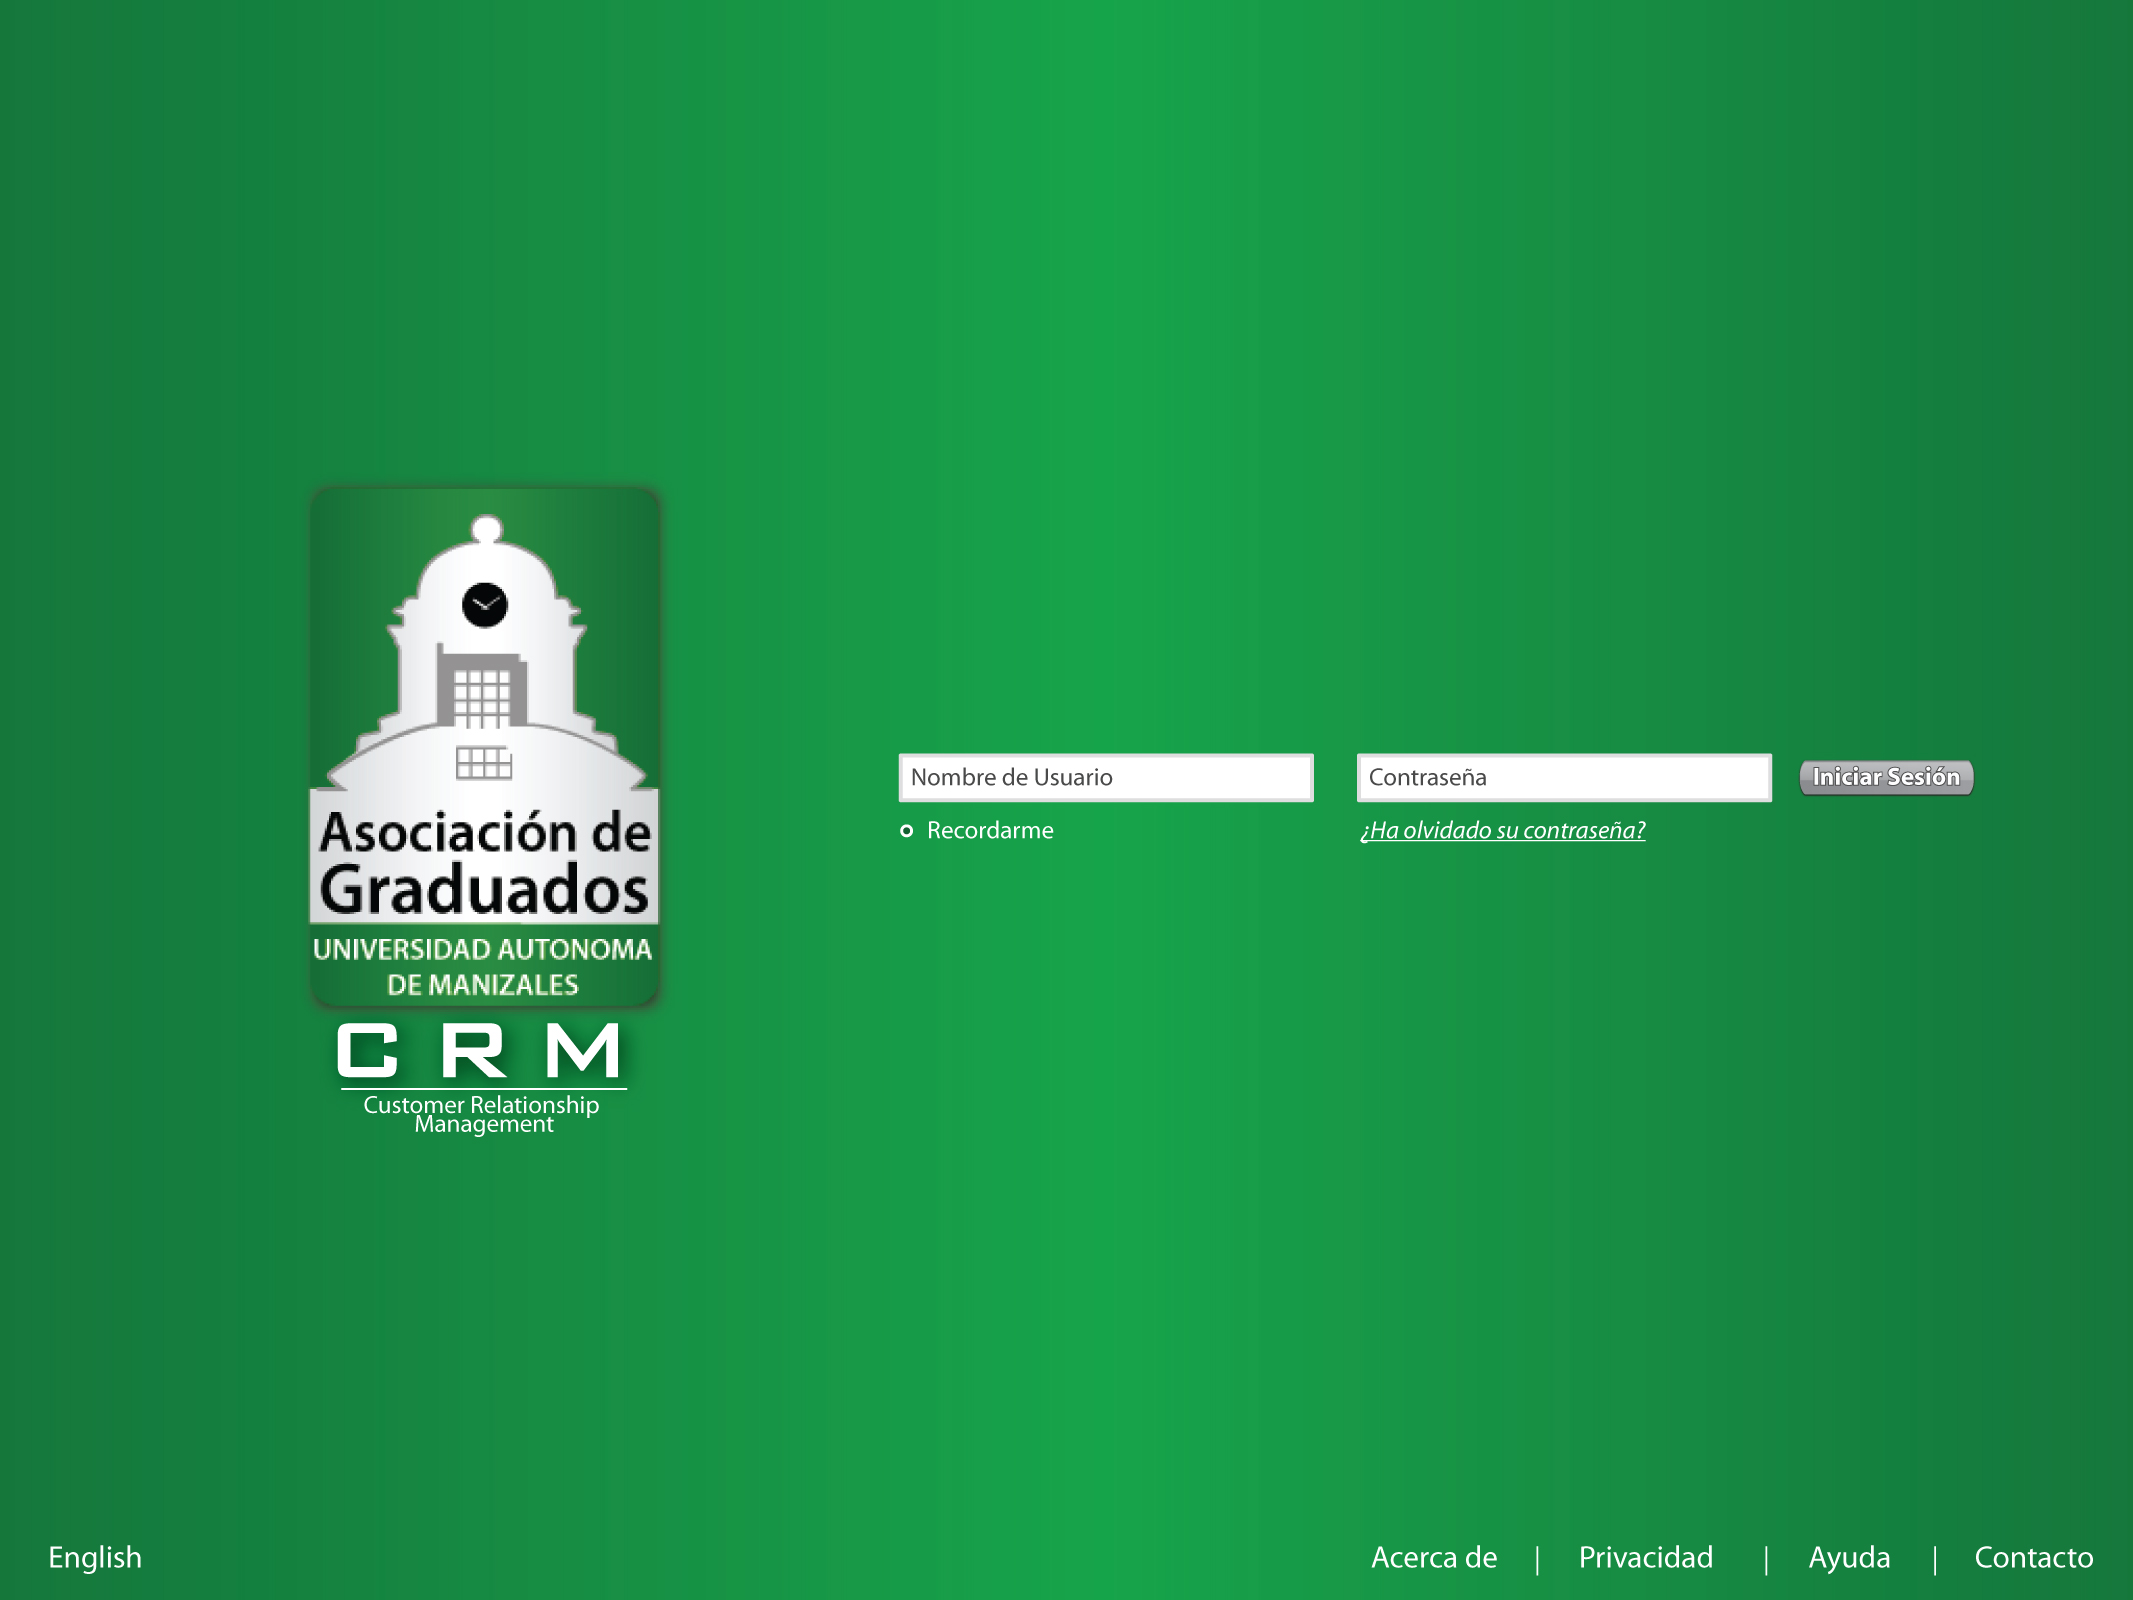 Asociación de
Graduados
UNIVERSIDAD AUTONOMA
DE MANIZALES
C R M
Customer Relationship
Management
Nombre de Usuario
Contraseña
Iniciar Sesión
Recordarme
¿Ha olvidado su contraseña?
English
Acerca de | Privacidad | Ayuda | Contacto